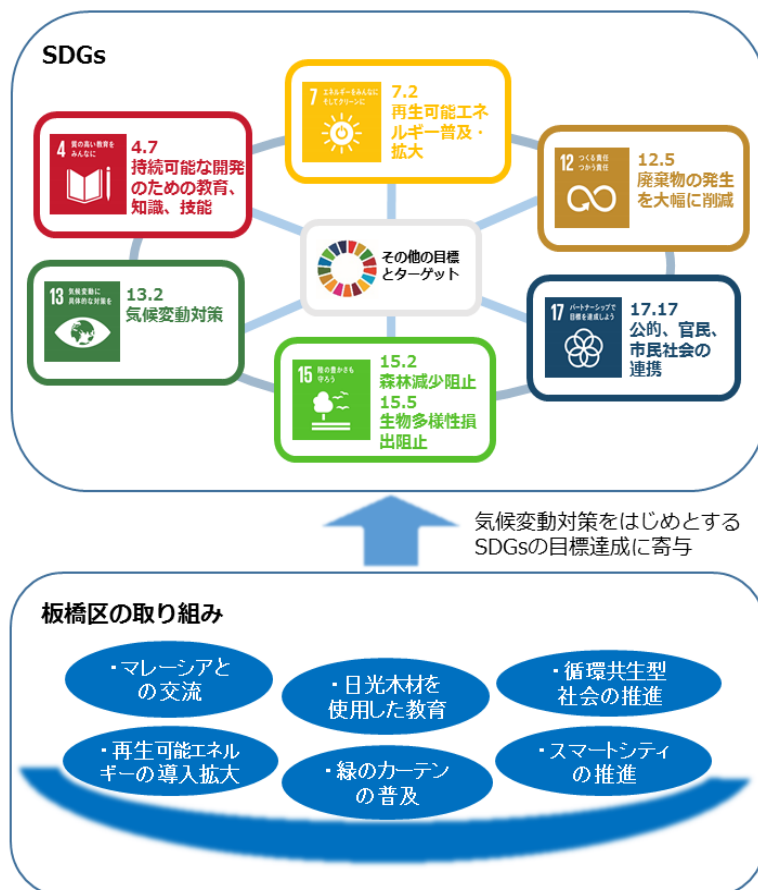 SDGs
7 エネルギーをみんなに
そしてクリーンに
7.2
再生可能エネ
ルギー普及・
拡大
4 質の高い教育を
みんなに
4.7
持続可能な開発
のための教育、
知識、技能
12 つくる責任
つかう責任
12.5
廃棄物の発生
を大幅に削減
その他の目標
とターゲット
13 気候変動に
具体的な対策を
13.2
気候変動対策
17 パートナーシップで
目標を達成しよう
17.17
公的、官民、
市民社会の
連携
15 陸の豊かさも
守ろう
15.2
森林減少阻止
15.5
生物多様性損
出阻止
気候変動対策をはじめとする
SDGsの目標達成に寄与
板橋区の取り組み
・マレーシアと
の交流
・日光木材を
使用した教育
・循環共生型
社会の推進
・再生可能エネル
ギーの導入拡大
・緑のカーテン
の普及
・スマートシティ
の推進